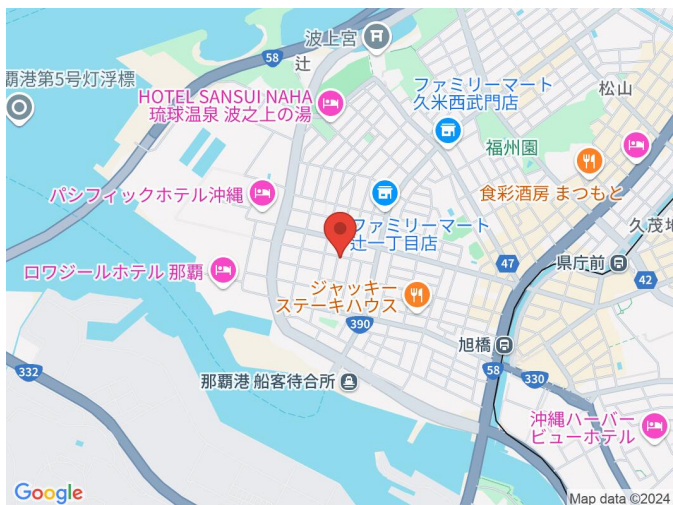 波上宮
58
辻
覇港第5号灯浮標
HOTEL SANSUI NAHA
琉球温泉 波之上の湯
ファミリーマート
久米西武門店
松山
福州園
食彩酒房 まつもと
パシフィックホテル沖縄
ファミリーマート
辻一丁目店
久茂地
47
県庁前
42
ロワジールホテル 那覇
ジャッキー
ステーキハウス
390
旭橋
58
330
332
那覇港 船客待合所
沖縄ハーバー
ビューホテル
Google
Map data ©2024